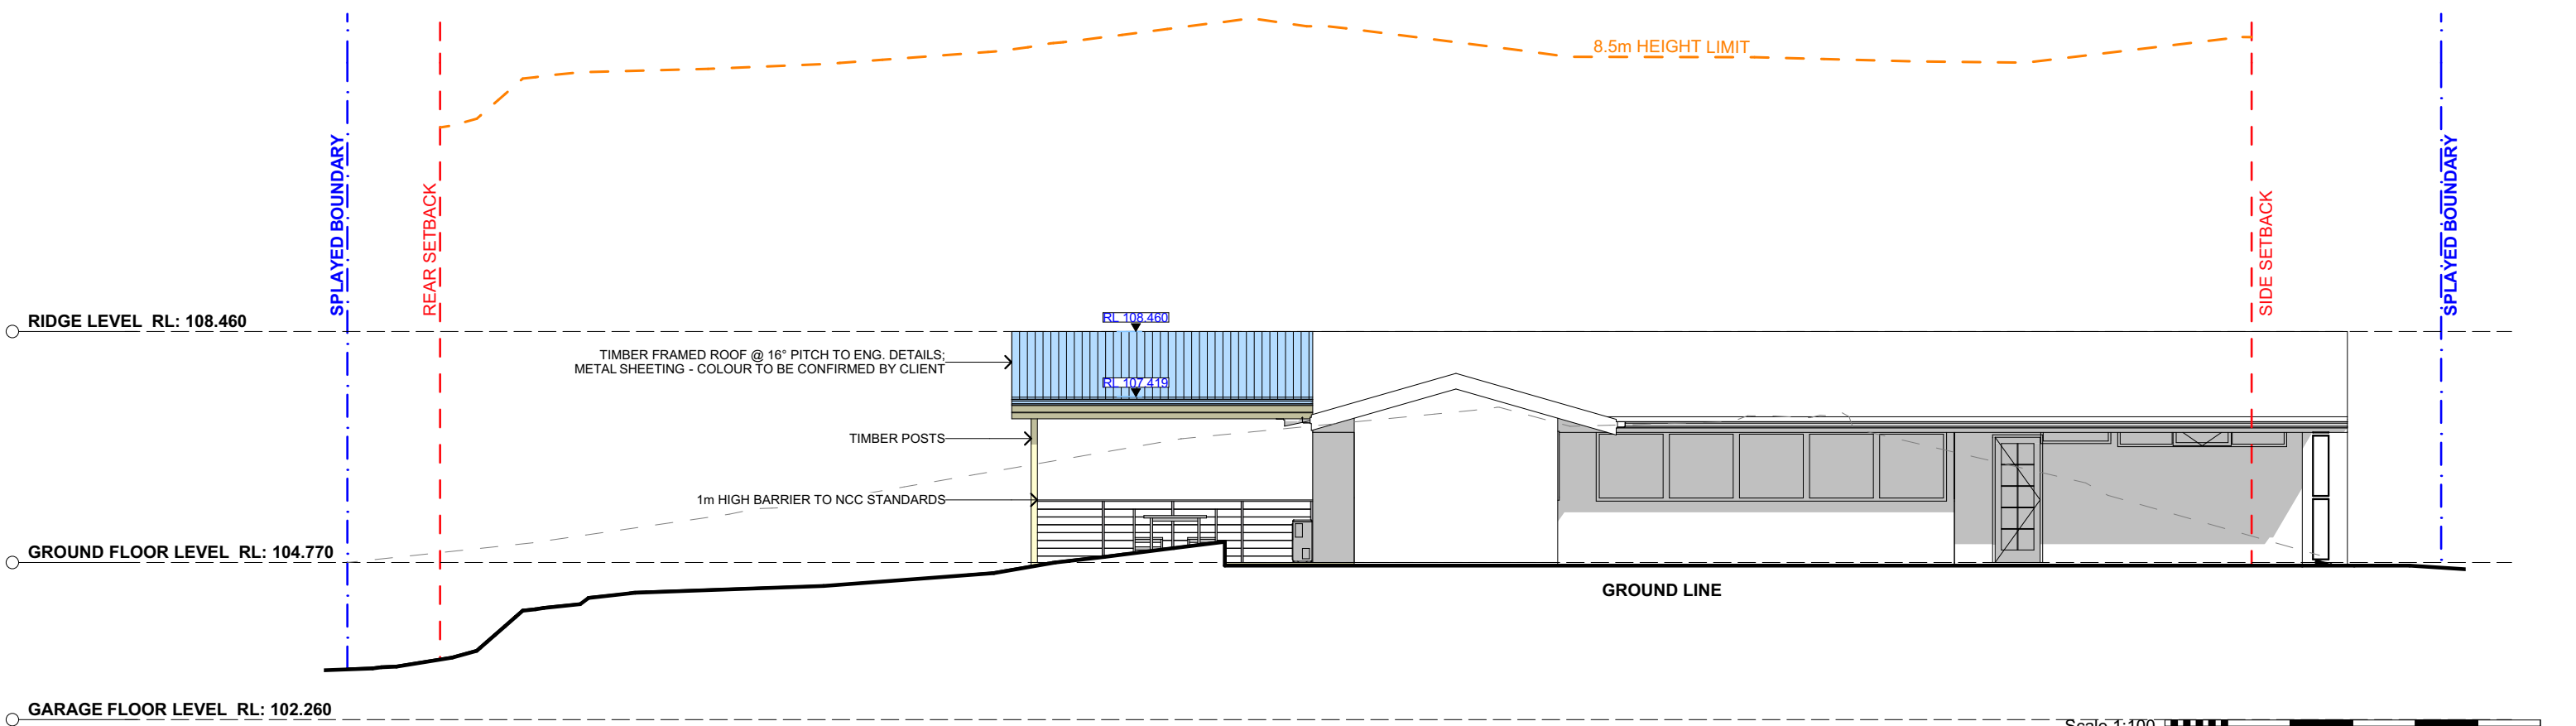 8.5m HEIGHT LIMIT
SPLAYED BOUNDARY
REAR SETBACK
SIDE SETBACK
SPLAYED BOUNDARY
RIDGE LEVEL RL: 108.460
RL 108.460
TIMBER FRAMED ROOF @ 16° PITCH TO ENG. DETAILS;
METAL SHEETING - COLOUR TO BE CONFIRMED BY CLIENT
RL 107.419
TIMBER POSTS
1m HIGH BARRIER TO NCC STANDARDS
GROUND FLOOR LEVEL RL: 104.770
GROUND LINE
GARAGE FLOOR LEVEL RL: 102.260
Scale 1:100